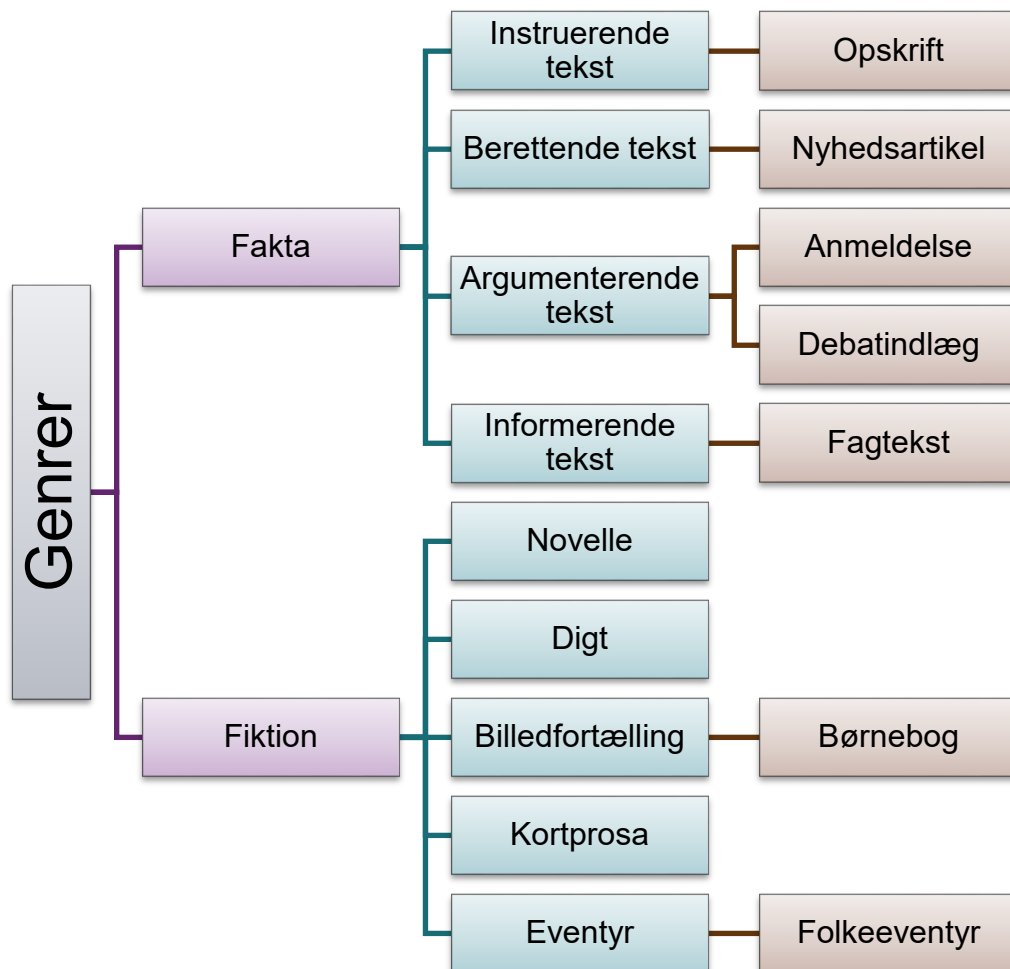 Genrer
Fakta
Instruerende
tekst
Opskrift
Berettende tekst
Nyhedsartikel
Argumenterende
tekst
Anmeldelse
Debatindlæg
Informerende
tekst
Fagtekst
Fiktion
Novelle
Digt
Billedfortælling
Børnebog
Kortprosa
Eventyr
Folkeeventyr